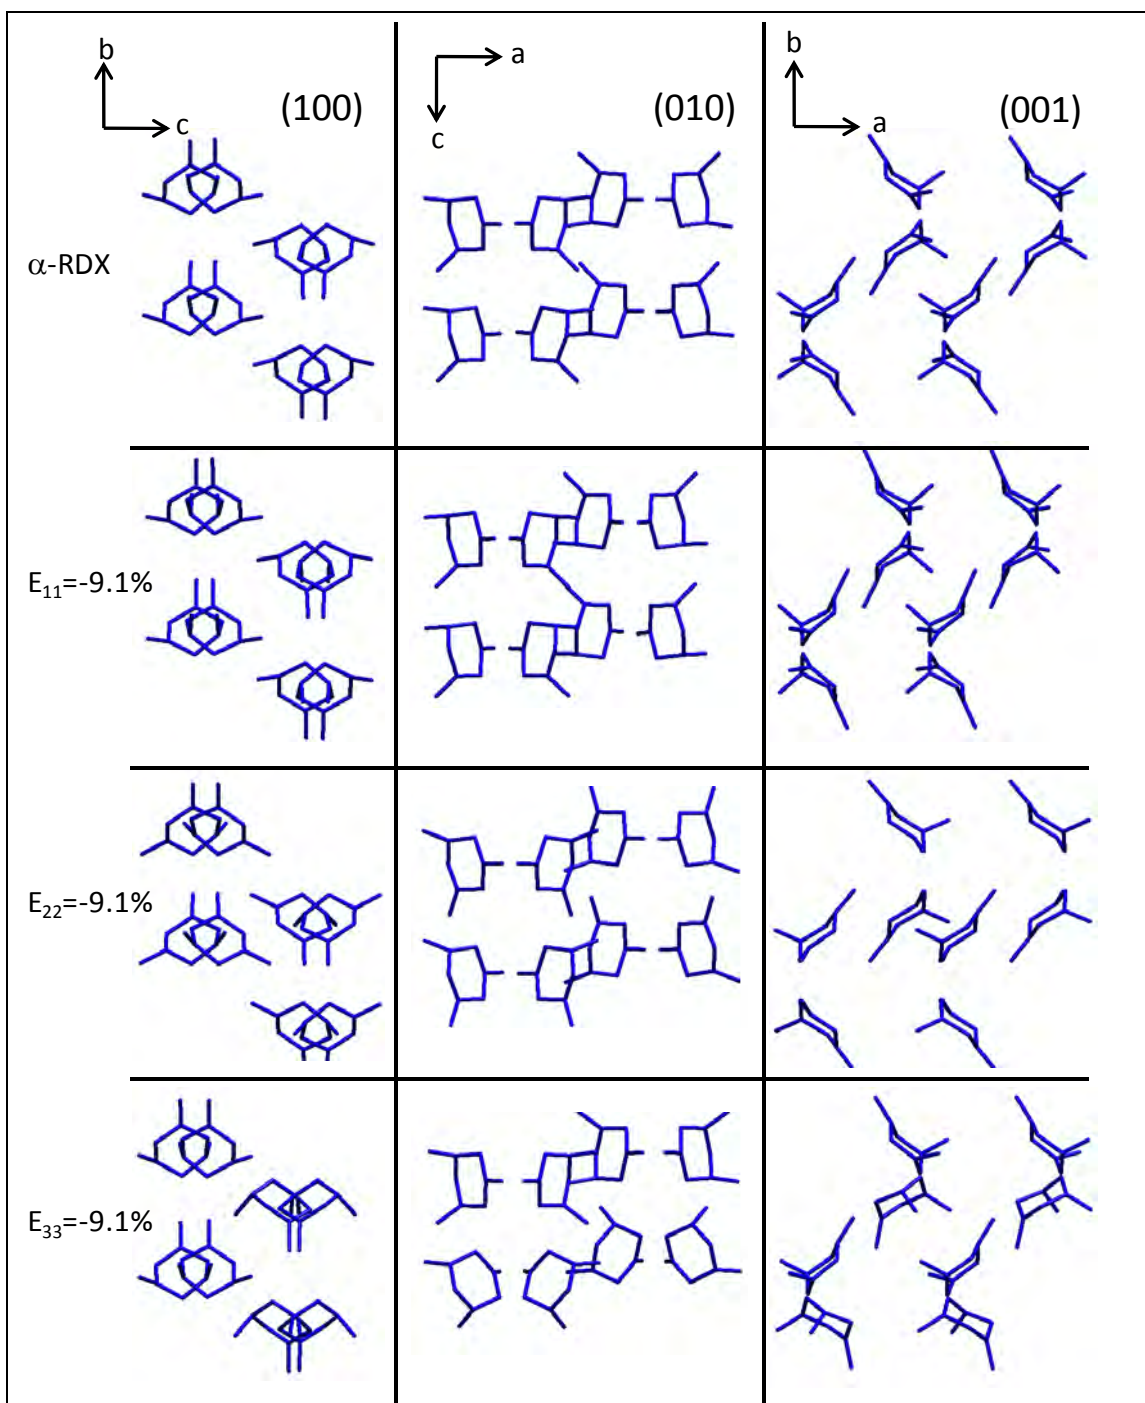 b
c
(100)
a
c
(010)
b
a
(001)
α-RDX
E₁₁=-9.1%
E₂₂=-9.1%
E₃₃=-9.1%